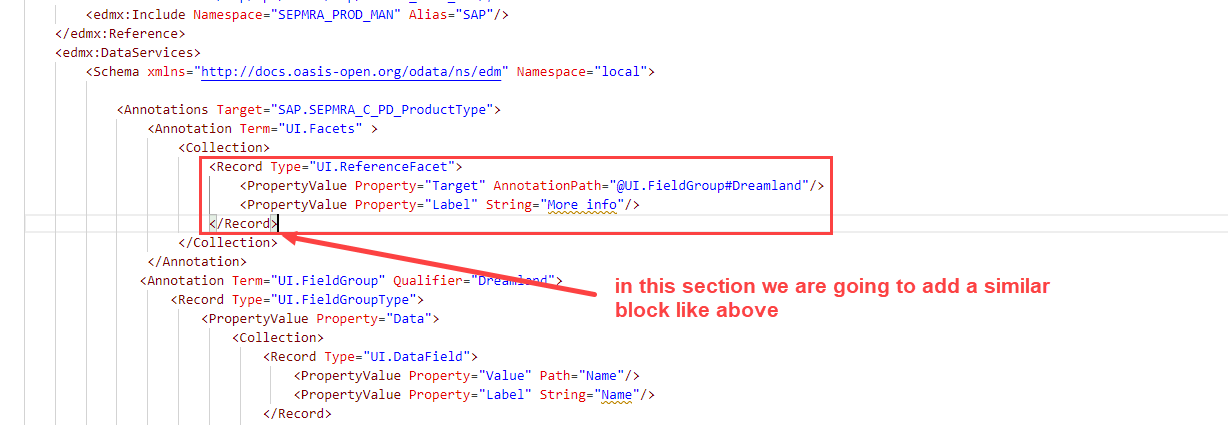 <edmx:Include Namespace="SEPMRA_PROD_MAN" Alias="SAP"/>
</edmx:Reference>
<edmx:DataServices>
<Schema xmlns="http://docs.oasis-open.org/odata/ns/edm" Namespace="local">
<Annotations Target="SAP.SEPMRA_C_PD_ProductType">
<Annotation Term="UI.Facets" >
<Collection>
<Record Type="UI.ReferenceFacet">
<PropertyValue Property="Target" AnnotationPath="@UI.FieldGroup#Dreamland"/>
<PropertyValue Property="Label" String="More info"/>
</Record>
</Collection>
</Annotation>
<Annotation Term="UI.FieldGroup" Qualifier="Dreamland">
<Record Type="UI.FieldGroupType">
<PropertyValue Property="Data">
<Collection>
<Record Type="UI.DataField">
<PropertyValue Property="Value" Path="Name"/>
<PropertyValue Property="Label" String="Name"/>
</Record>
in this section we are going to add a similar
block like above